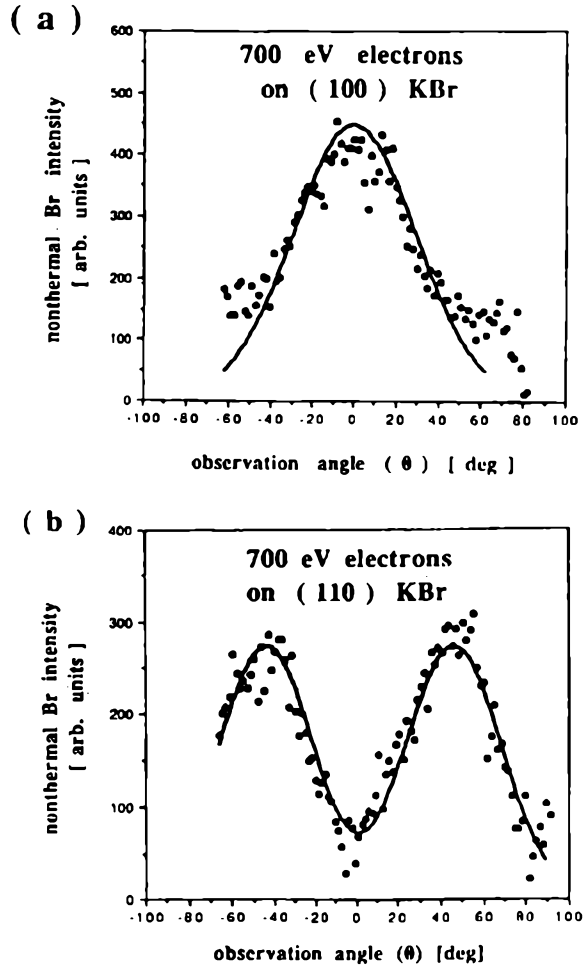 ( a )
700 eV electrons
on ( 100 ) KBr
nonthermal Br intensity
[ arb. units ]
600
500
400
300
200
100
0
-100 -80 -60 -40 -20 0 20 40 60 80 100
observation angle ( θ ) [ deg ]
( b )
700 eV electrons
on ( 110 ) KBr
nonthermal Br intensity
[ arb. units ]
400
300
200
100
0
-100 -80 -60 -40 -20 0 20 40 60 80 100
observation angle (θ) [deg]